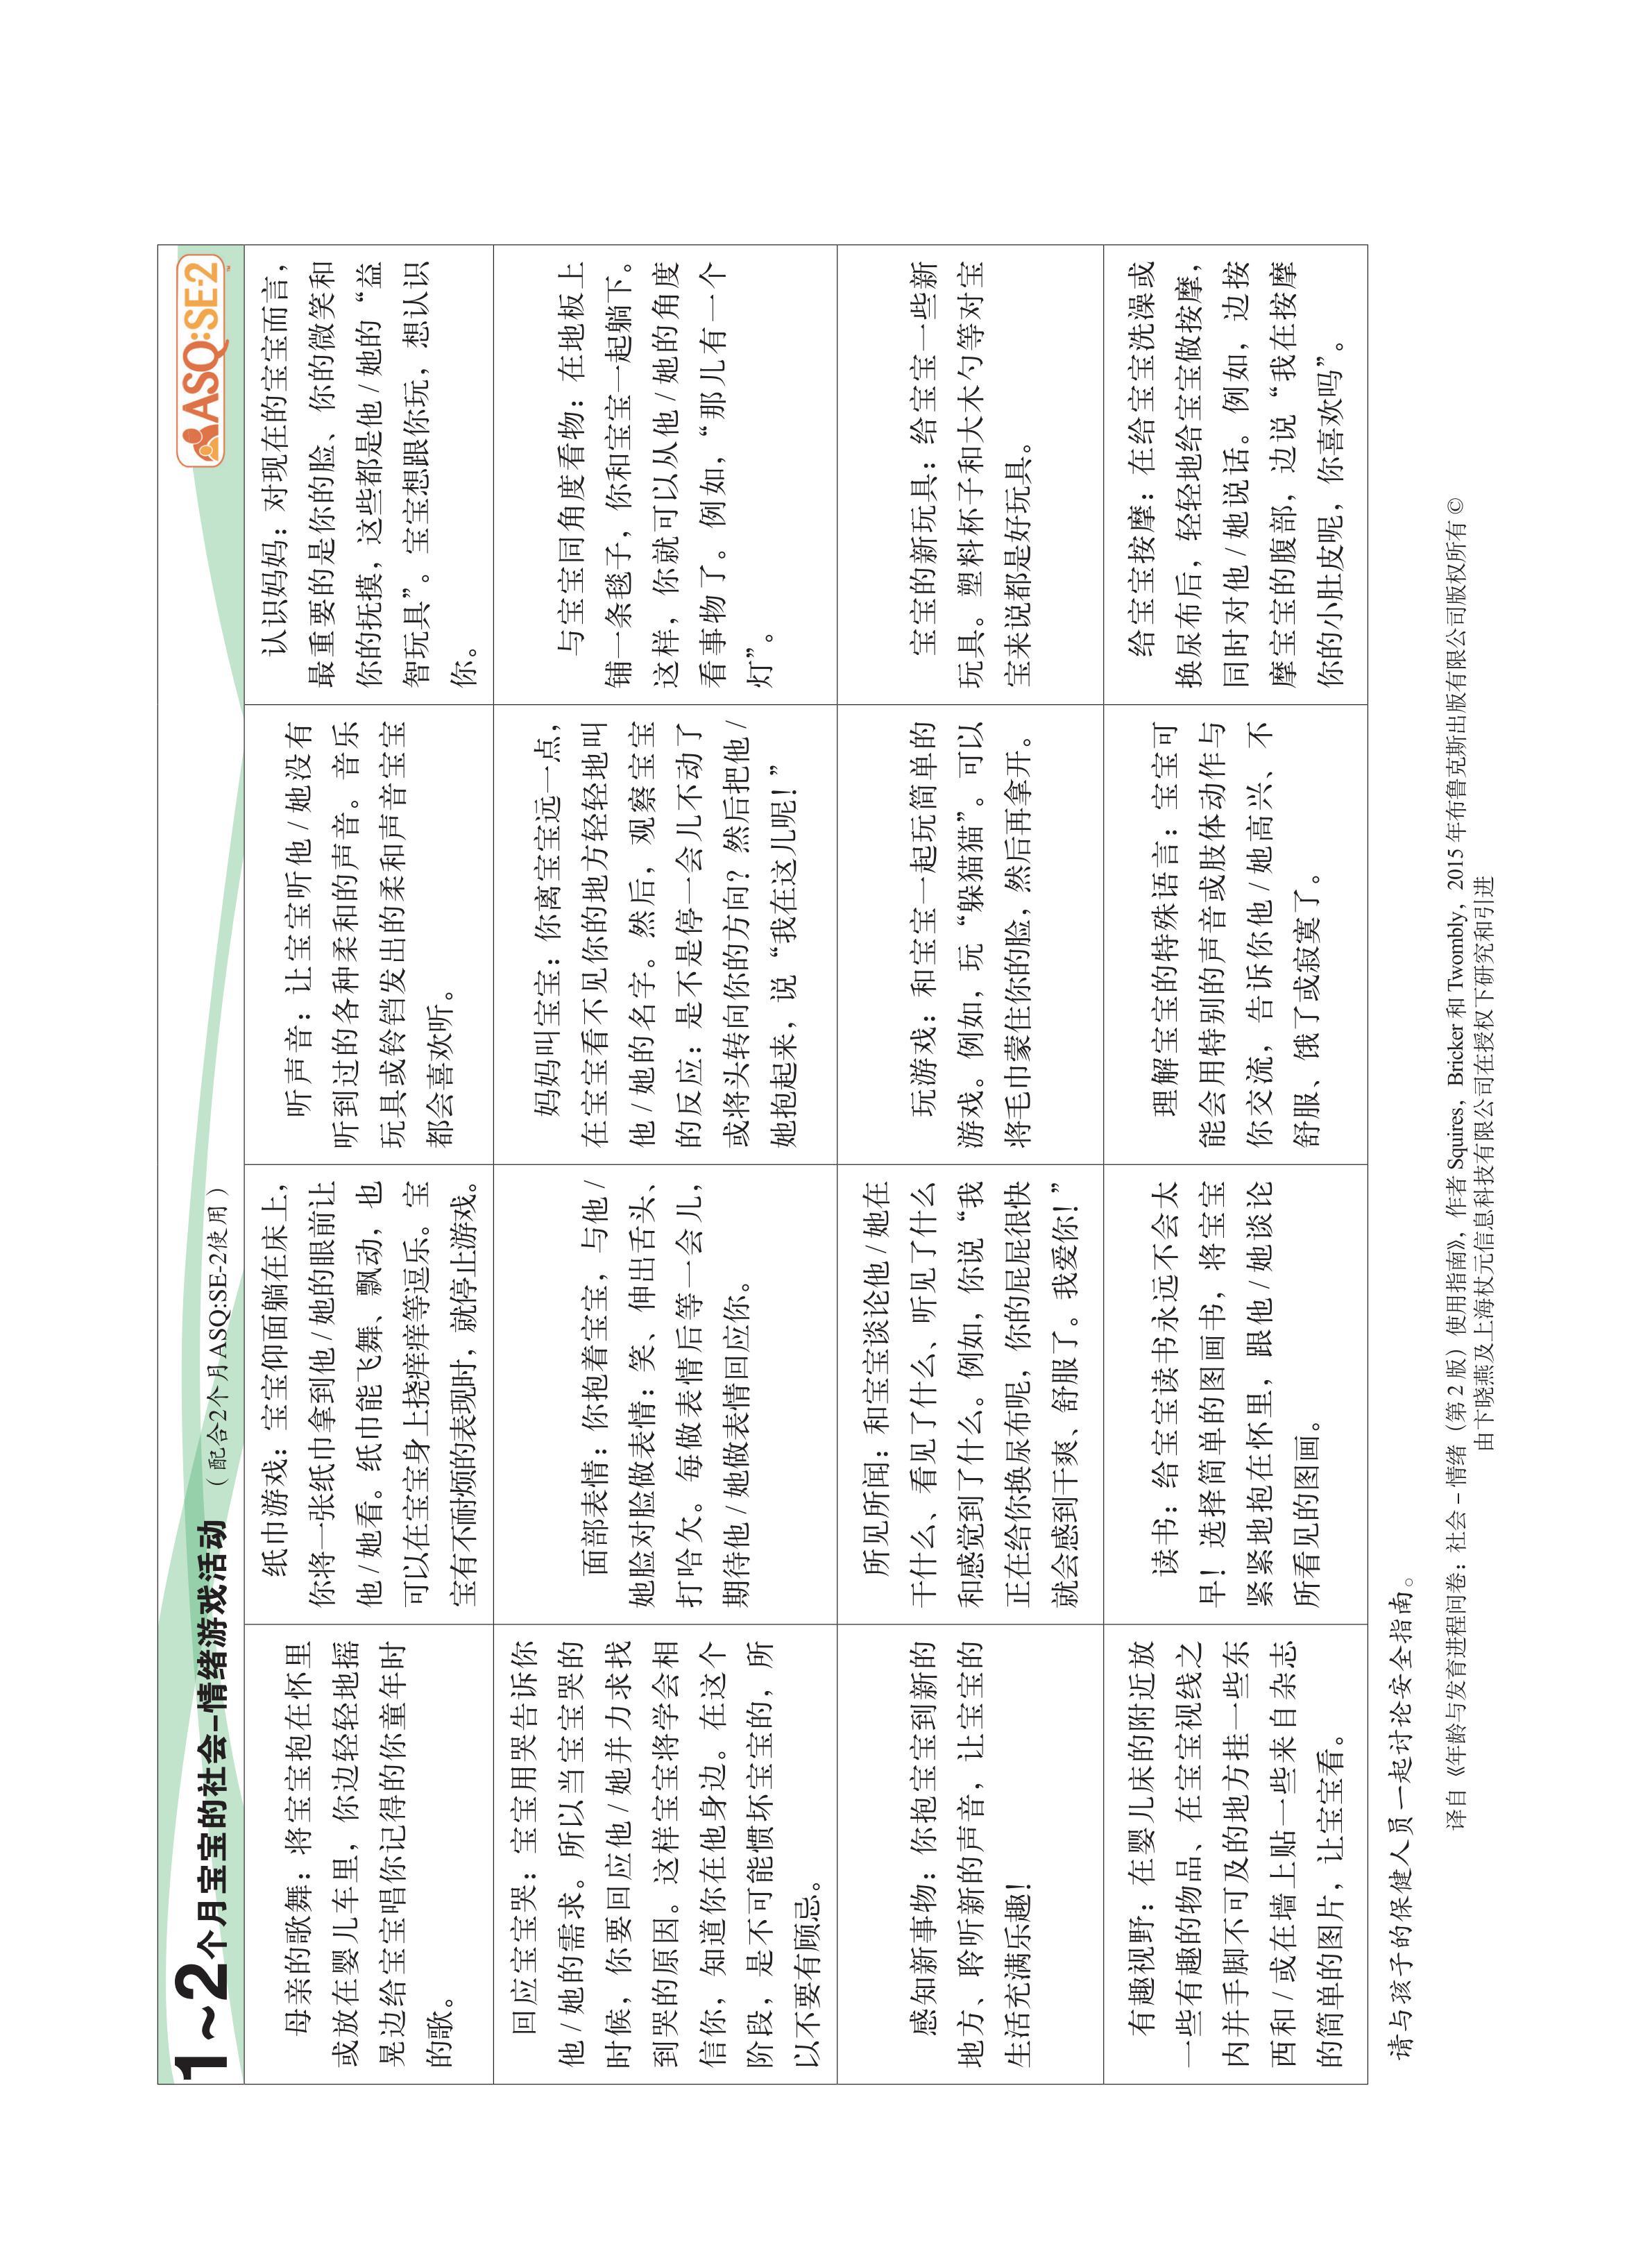 1~2个月宝宝的社会-情绪游戏活动 (配合2个月ASQ:SE-2使用)
ASQ:SE-2™
母亲的歌舞：将宝宝抱在怀里
或放在婴儿车里，你边轻轻地摇
晃边给宝宝唱你记得的你童年时
的歌。
纸巾游戏：宝宝仰面躺在床上，
你将一张纸巾拿到他/她的眼前让
他/她看。纸巾能飞舞、飘动，也
可以在宝宝身上挠痒痒等逗乐。宝
宝有不耐烦的表现时，就停止游戏。
听声音：让宝宝听他/她没有
听到过的各种柔和的声音。音乐
玩具或铃铛发出的柔和声音宝宝
都会喜欢听。
认识妈妈：对现在的宝宝而言，
最重要的是你的脸、你的微笑和
你的抚摸，这些都是他/她的“益
智玩具”。宝宝想跟你玩，想认识
你。
回应宝宝哭：宝宝用哭告诉你
他/她的需求。所以当宝宝哭的
时候，你要回应他/她并力求找
到哭的原因。这样宝宝将学会相
信你，知道你在他身边。在这个
阶段，是不可能惯坏宝宝的，所
以不要有顾忌。
面部表情：你抱着宝宝，与他/
她脸对脸做表情：笑、伸出舌头、
打哈欠。每做表情后等一会儿，
期待他/她做表情回应你。
妈妈叫宝宝：你离宝宝远一点，
在宝宝看不见你的地方轻轻地叫
他/她的名字。然后，观察宝宝
的反应：是不是停一会儿不动了
或将头转向你的方向？然后把他/
她抱起来，说“我在这儿呢！”
与宝宝同角度看物：在地板上
铺一条毯子，你和宝宝一起躺下。
这样，你就可以从他/她的角度
看事物了。例如，“那儿有一个
灯”。
感知新事物：你抱宝宝到新的
地方、聆听新的声音，让宝宝的
生活充满乐趣！
所见所闻：和宝宝谈论他/她在
干什么、看见了什么、听见了什么
和感觉到了什么。例如，你说“我
正在给你换尿布呢，你的屁屁很快
就会感到干爽、舒服了。我爱你！”
玩游戏：和宝宝一起玩简单的
游戏。例如，玩“躲猫猫”。可以
将毛巾蒙住你的脸，然后再拿开。
宝宝的新玩具：给宝宝一些新
玩具。塑料杯子和大木勺等对宝
宝来说都是好玩具。
有趣视野：在婴儿床的附近放
一些有趣的物品、在宝宝视线之
内并手脚不可及的地方挂一些东
西和/或在墙上贴一些来自杂志
的简单的图片，让宝宝看。
读书：给宝宝读书永远不会太
早！选择简单的图画书，将宝宝
紧紧地抱在怀里，跟他/她谈论
所看见的图画。
理解宝宝的特殊语言：宝宝可
能会用特别的声音或肢体动作与
你交流，告诉你他/她高兴、不
舒服、饿了或寂寞了。
给宝宝按摩：在给宝宝洗澡或
换尿布后，轻轻地给宝宝做按摩，
同时对他/她说话。例如，边按
摩宝宝的腹部，边说“我在按摩
你的小肚皮呢，你喜欢吗”。
请与孩子的保健人员一起讨论安全指南。
译自《年龄与发育进程问卷：社会–情绪（第 2 版）使用指南》，作者 Squires，Bricker 和 Twombly，2015 年布鲁克斯出版有限公司版权所有 ©
由卞晓燕及上海杖元信息科技有限公司在授权下研究和引进